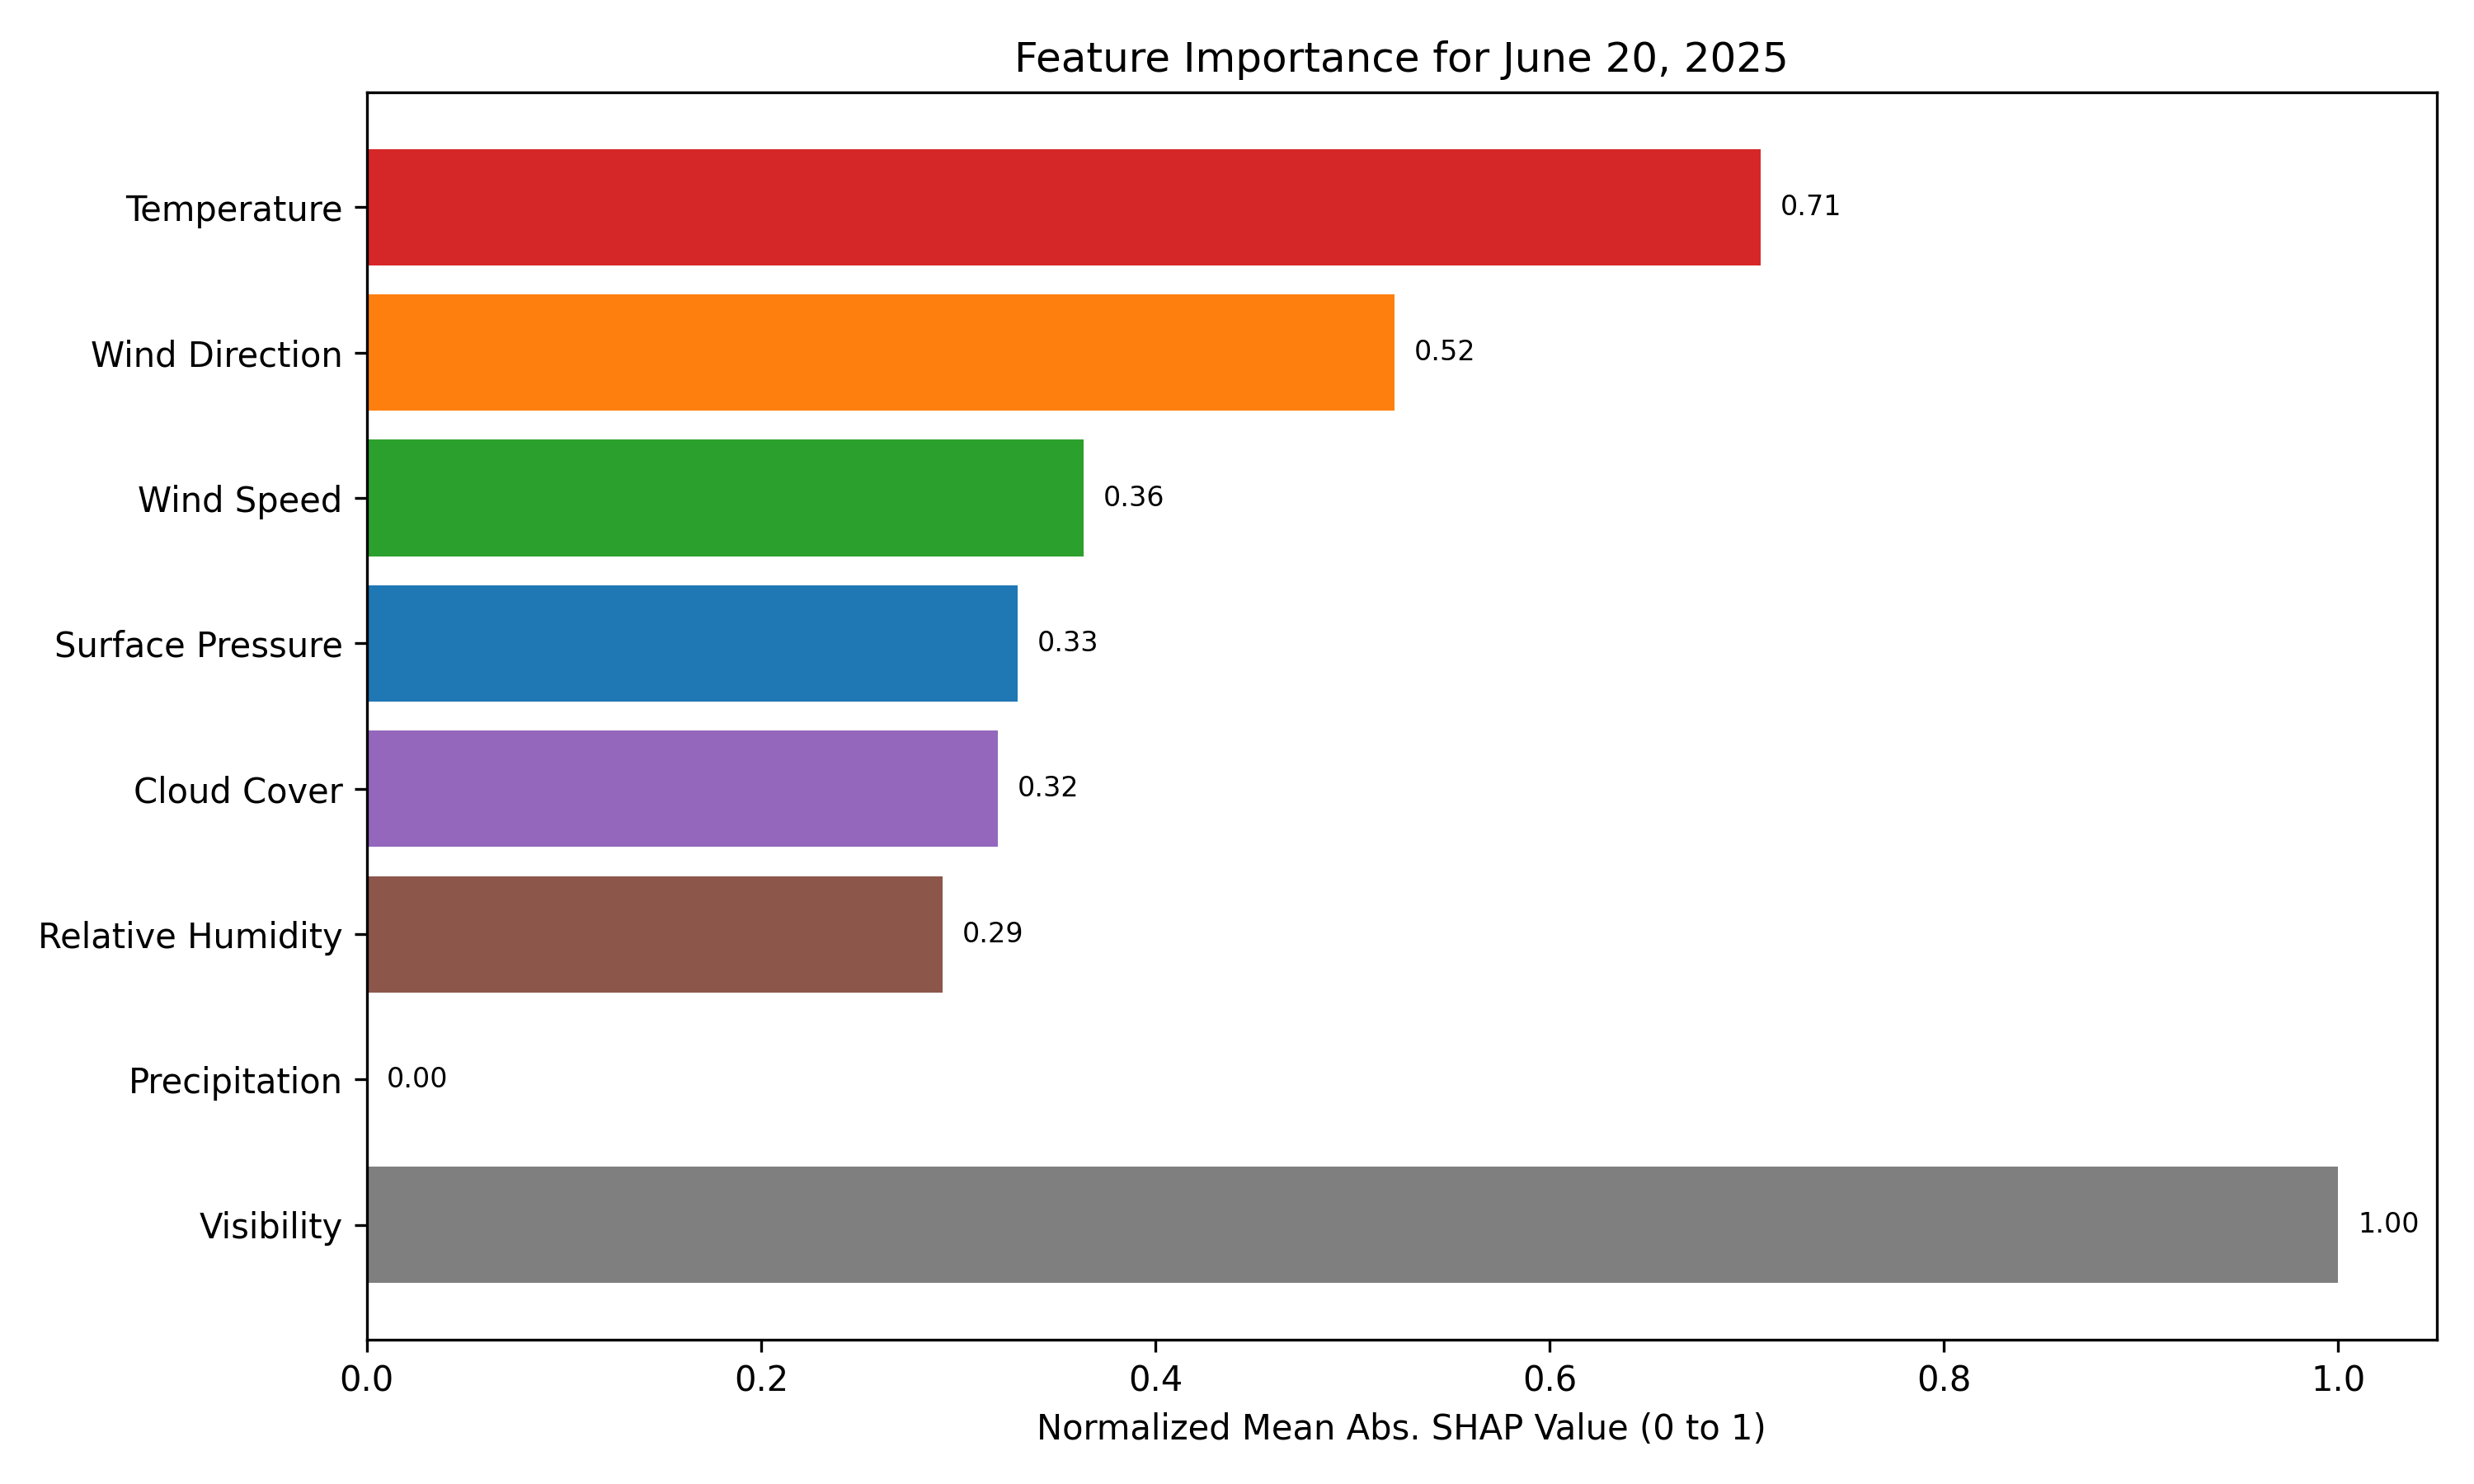 Feature Importance for June 20, 2025
Temperature 0.71
Wind Direction 0.52
Wind Speed 0.36
Surface Pressure 0.33
Cloud Cover 0.32
Relative Humidity 0.29
Precipitation 0.00
Visibility 1.00
0.0 0.2 0.4 0.6 0.8 1.0
Normalized Mean Abs. SHAP Value (0 to 1)